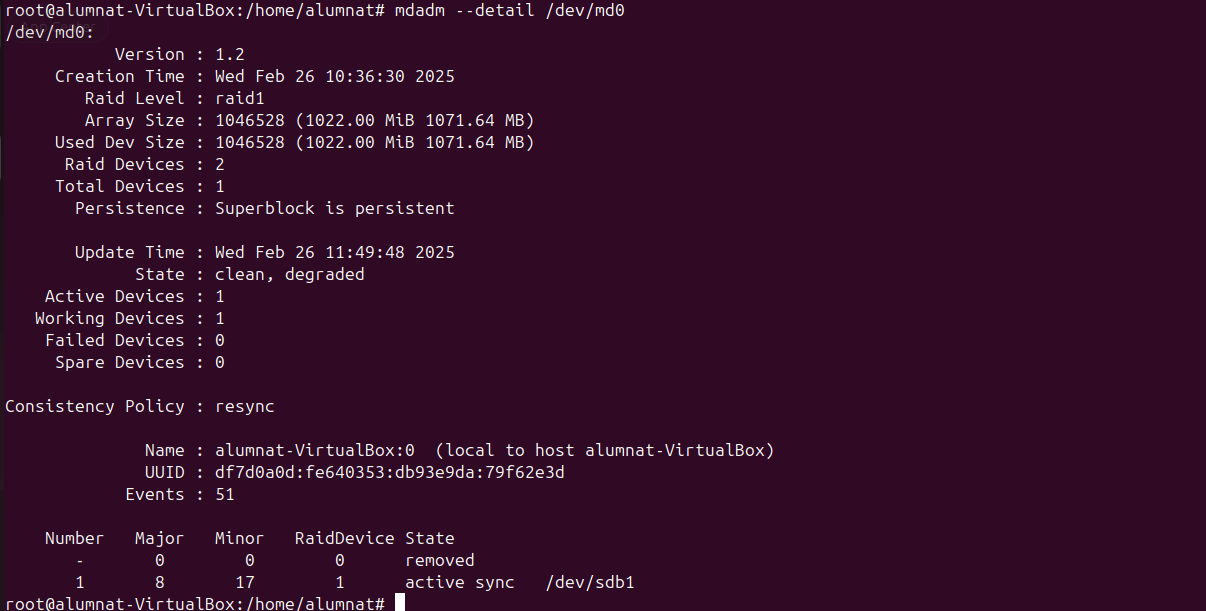 root@alumnat-VirtualBox:/home/alumnat# mdadm --detail /dev/md0
/dev/md0:
Version : 1.2
Creation Time : Wed Feb 26 10:36:30 2025
Raid Level : raid1
Array Size : 1046528 (1022.00 MiB 1071.64 MB)
Used Dev Size : 1046528 (1022.00 MiB 1071.64 MB)
Raid Devices : 2
Total Devices : 1
Persistence : Superblock is persistent
Update Time : Wed Feb 26 11:49:48 2025
State : clean, degraded
Active Devices : 1
Working Devices : 1
Failed Devices : 0
Spare Devices : 0
Consistency Policy : resync
Name : alumnat-VirtualBox:0 (local to host alumnat-VirtualBox)
UUID : df7d0a0d:fe640353:db93e9da:79f62e3d
Events : 51
Number Major Minor RaidDevice State
- 0 0 0 removed
1 8 17 1 active sync /dev/sdb1
root@alumnat-VirtualBox:/home/alumnat#